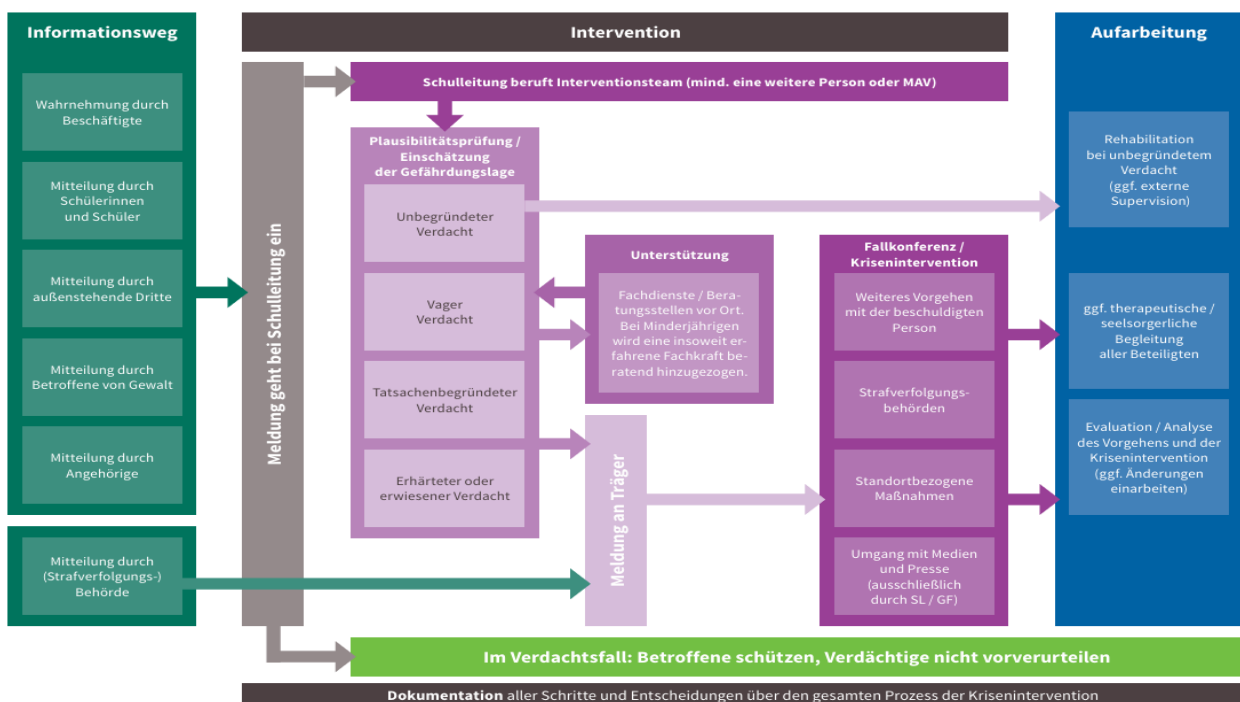 Informationsweg
Wahrnehmung durch
Beschäftigte
Mitteilung durch
Schülerinnen
und Schüler
Mitteilung durch
außenstehende Dritte
Mitteilung durch
Betroffene von Gewalt
Mitteilung durch
Angehörige
Mitteilung durch
(Strafverfolgungs-)
Behörde
Intervention
Meldung geht bei Schulleitung ein
Schulleitung beruft Interventionsteam (mind. eine weitere Person oder MAV)
Plausibilitätsprüfung /
Einschätzung
der Gefährdungslage
Unbegründeter
Verdacht
Vager
Verdacht
Tatsachenbegründeter
Verdacht
Erhärteter oder
erwiesener Verdacht
Unterstützung
Fachdienste / Bera-
tungsstellen vor Ort.
Bei Minderjährigen
wird eine insoweit er-
fahrene Fachkraft be-
ratend hinzugezogen.
Meldung an Träger
Fallkonferenz /
Krisenintervention
Weiteres Vorgehen
mit der beschuldigten
Person
Strafverfolgungs-
behörden
Standortbezogene
Maßnahmen
Umgang mit Medien
und Presse
(ausschließlich
durch SL / GF)
Aufarbeitung
Rehabilitation
bei unbegründetem
Verdacht
(ggf. externe
Supervision)
ggf. therapeutische /
seelsorgerliche
Begleitung
aller Beteiligten
Evaluation / Analyse
des Vorgehens und der
Krisenintervention
(ggf. Änderungen
einarbeiten)
Im Verdachtsfall: Betroffene schützen, Verdächtige nicht vorverurteilen
Dokumentation aller Schritte und Entscheidungen über den gesamten Prozess der Krisenintervention